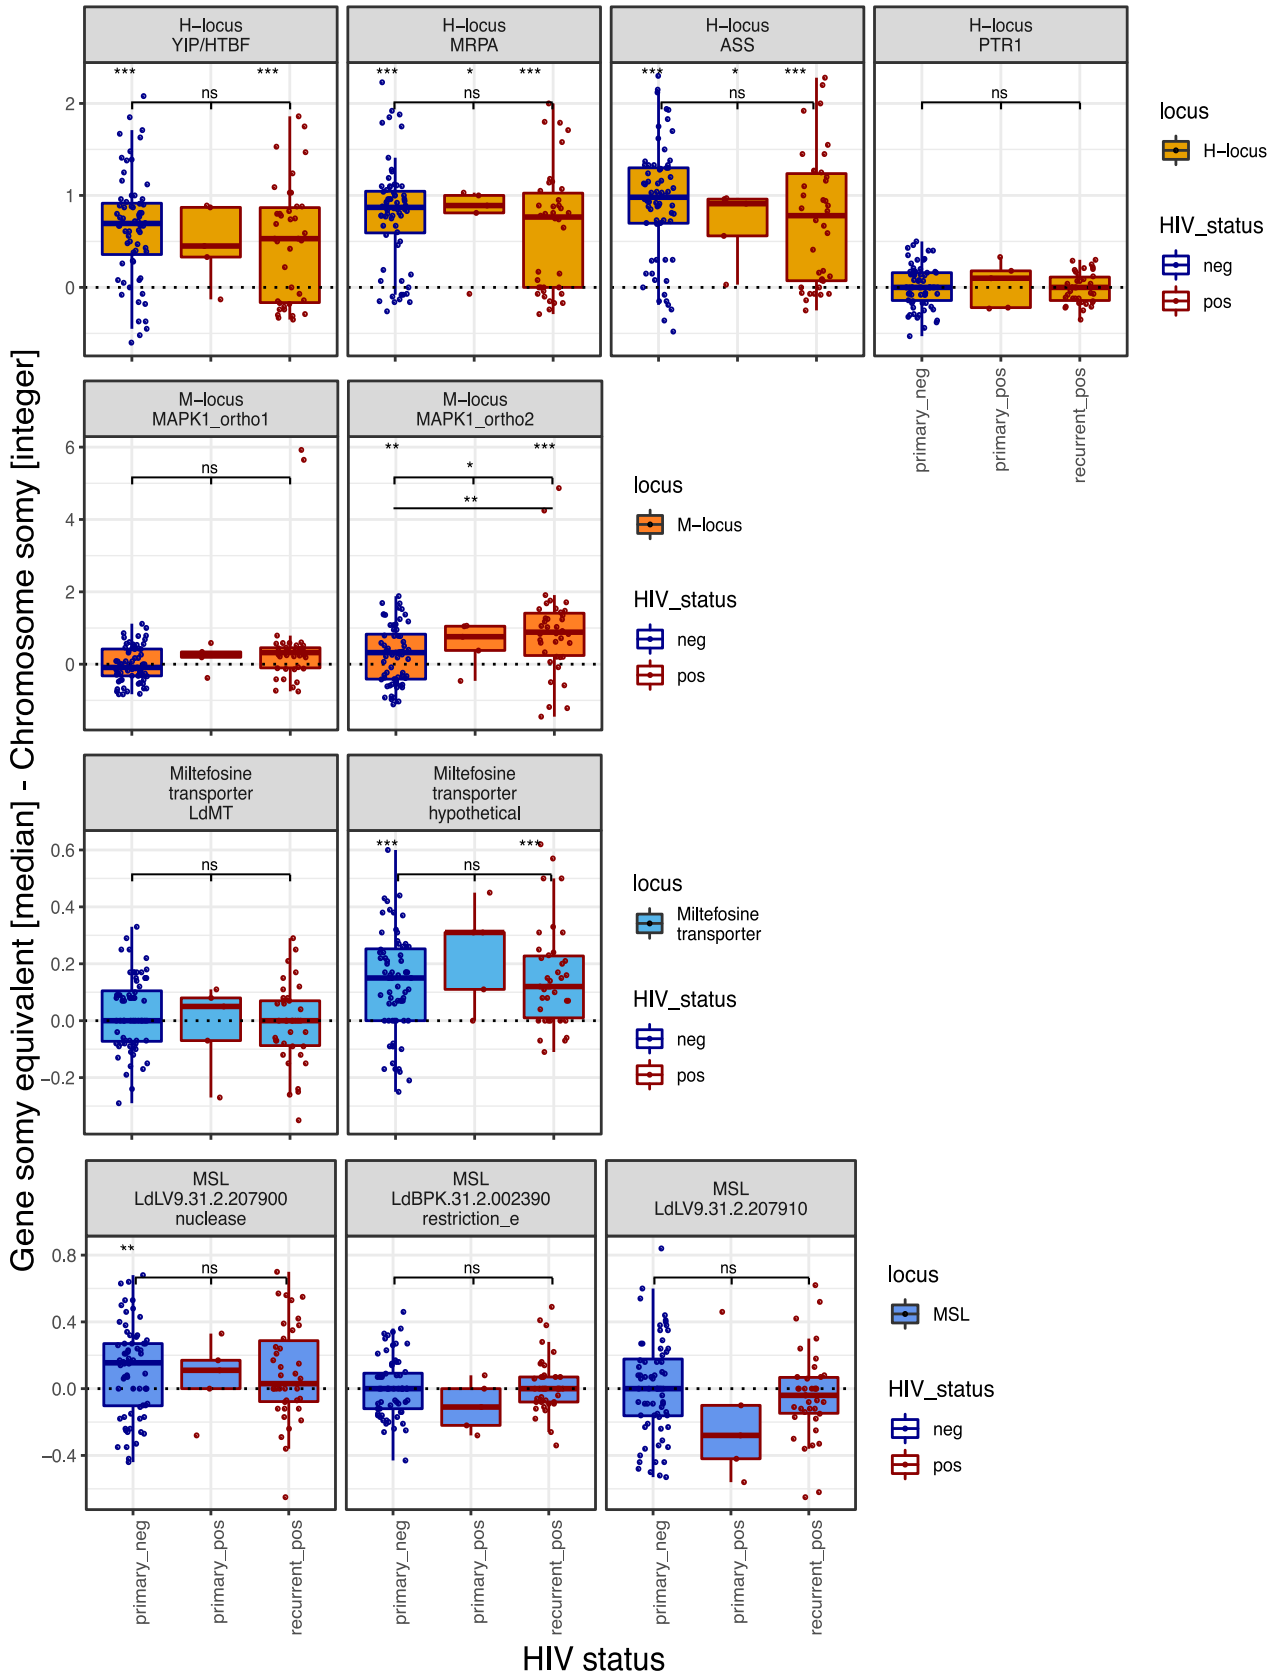 H−locus
YIP/HTBF
H−locus
MRPA
H−locus
ASS
H−locus
PTR1
*** ***
ns
*** * ***
ns
*** * ***
ns
ns
2
1
0
locus
H−locus
HIV_status
neg
pos
primary_neg
primary_pos
recurrent_pos
M−locus
MAPK1_ortho1
M−locus
MAPK1_ortho2
ns
** ***
*
**
6
4
2
0
locus
M−locus
HIV_status
neg
pos
Miltefosine
transporter
LdMT
Miltefosine
transporter
hypothetical
ns
*** ***
ns
0.6
0.4
0.2
0.0
−0.2
locus
Miltefosine
transporter
HIV_status
neg
pos
MSL
LdLV9.31.2.207900
nuclease
MSL
LdBPK.31.2.002390
restriction_e
MSL
LdLV9.31.2.207910
**
ns
ns
ns
0.8
0.4
0.0
−0.4
locus
MSL
HIV_status
neg
pos
primary_neg
primary_pos
recurrent_pos
primary_neg
primary_pos
recurrent_pos
primary_neg
primary_pos
recurrent_pos
Gene somy equivalent [median] - Chromosome somy [integer]
HIV status